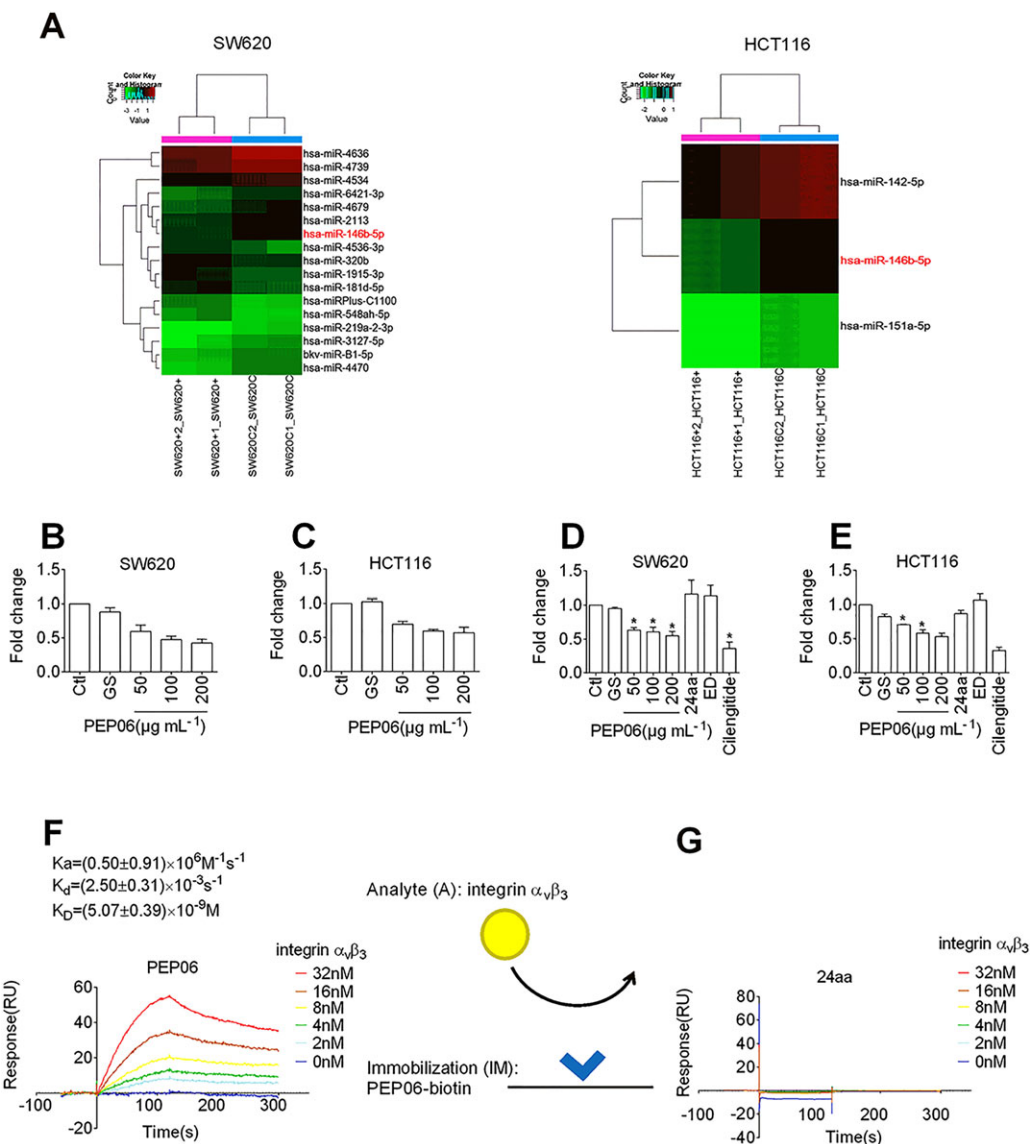 A
SW620
Color Key
and Histogram
Count
-3 -1 1
Value
hsa-miR-4636
hsa-miR-4739
hsa-miR-4534
hsa-miR-6421-3p
hsa-miR-4679
hsa-miR-2113
hsa-miR-146b-5p
hsa-miR-4536-3p
hsa-miR-320b
hsa-miR-1915-3p
hsa-miR-181d-5p
hsa-miRPlus-C1100
hsa-miR-548ah-5p
hsa-miR-219a-2-3p
hsa-miR-3127-5p
bkv-miR-B1-5p
hsa-miR-4470
SW620+2_SW620+
SW620+1_SW620+
SW620C2_SW620C
SW620C1_SW620C
HCT116
Color Key
and Histogram
Count
-2 0 1
Value
hsa-miR-142-5p
hsa-miR-146b-5p
hsa-miR-151a-5p
HCT116+2_HCT116+
HCT116+1_HCT116+
HCT116C2_HCT116C
HCT116C1_HCT116C
B
SW620
Fold change
1.5
1.0
0.5
0.0
Ctl
GS
50
100
200
PEP06(µg mL-1)
C
HCT116
Fold change
1.5
1.0
0.5
0.0
Ctl
GS
50
100
200
PEP06(µg mL-1)
D
SW620
Fold change
1.5
1.0
0.5
0.0
* * * *
Ctl
GS
50
100
200
24aa
ED
Cilengitide
PEP06(µg mL-1)
E
HCT116
Fold change
1.5
1.0
0.5
0.0
* *
Ctl
GS
50
100
200
24aa
ED
Cilengitide
PEP06(µg mL-1)
F
Ka=(0.50±0.91)×10^6M^-1s^-1
Kd=(2.50±0.31)×10^-3s^-1
KD=(5.07±0.39)×10^-9M
PEP06
Response(RU)
60
40
20
-20
-100
100
200
300
Time(s)
integrin αvβ3
32nM
16nM
8nM
4nM
2nM
0nM
Analyte (A): integrin αvβ3
Immobilization (IM):
PEP06-biotin
G
24aa
Response(RU)
80
60
40
20
-20
-40
-100
100
200
300
Time(s)
integrin αvβ3
32nM
16nM
8nM
4nM
2nM
0nM